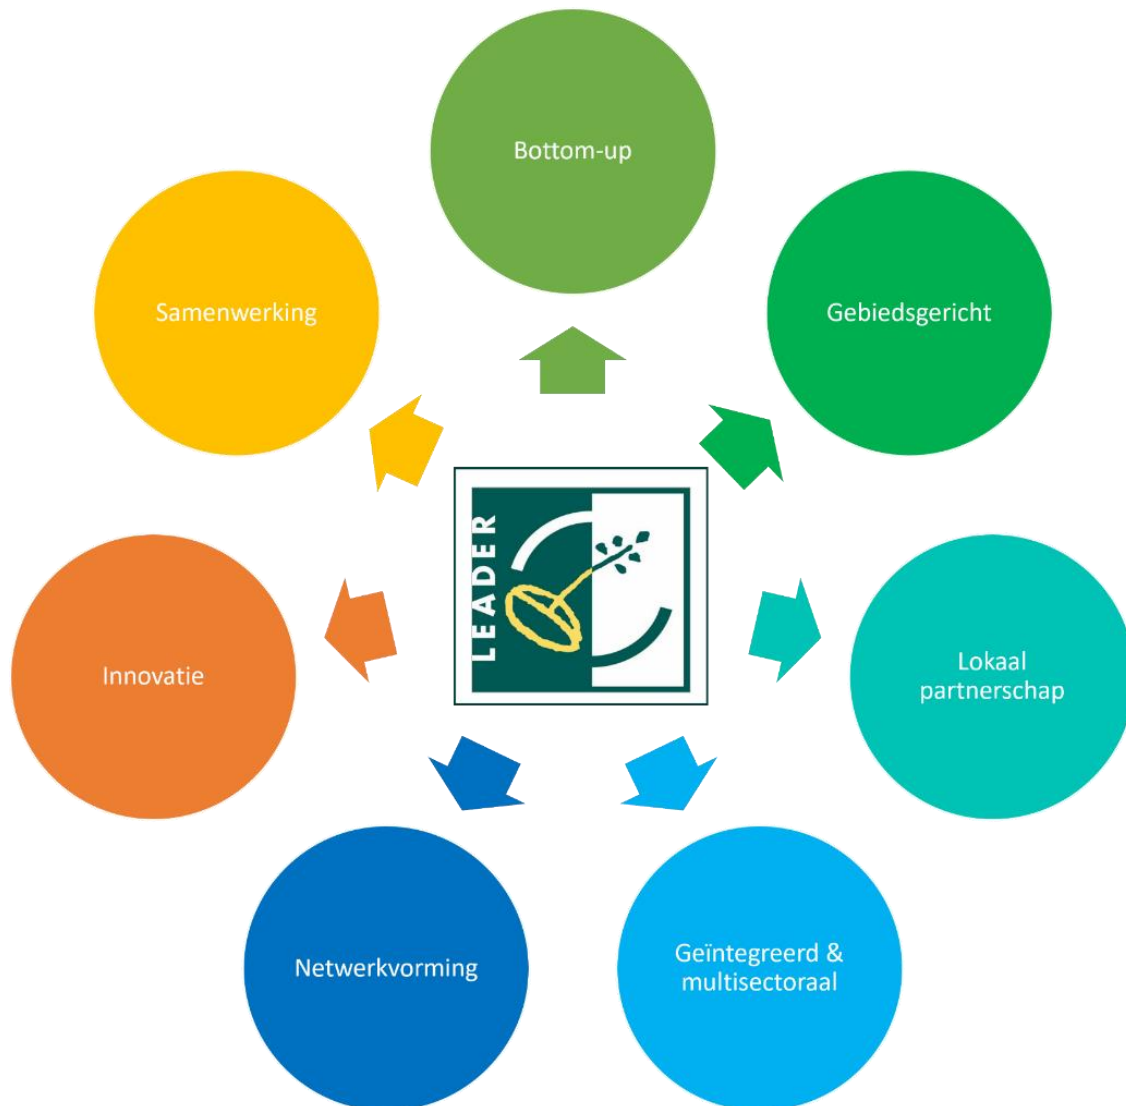 Bottom-up
Samenwerking
Gebiedsgericht
LEADER
Innovatie
Lokaal
partnerschap
Netwerkvorming
Geïntegreerd &
multisectoraal